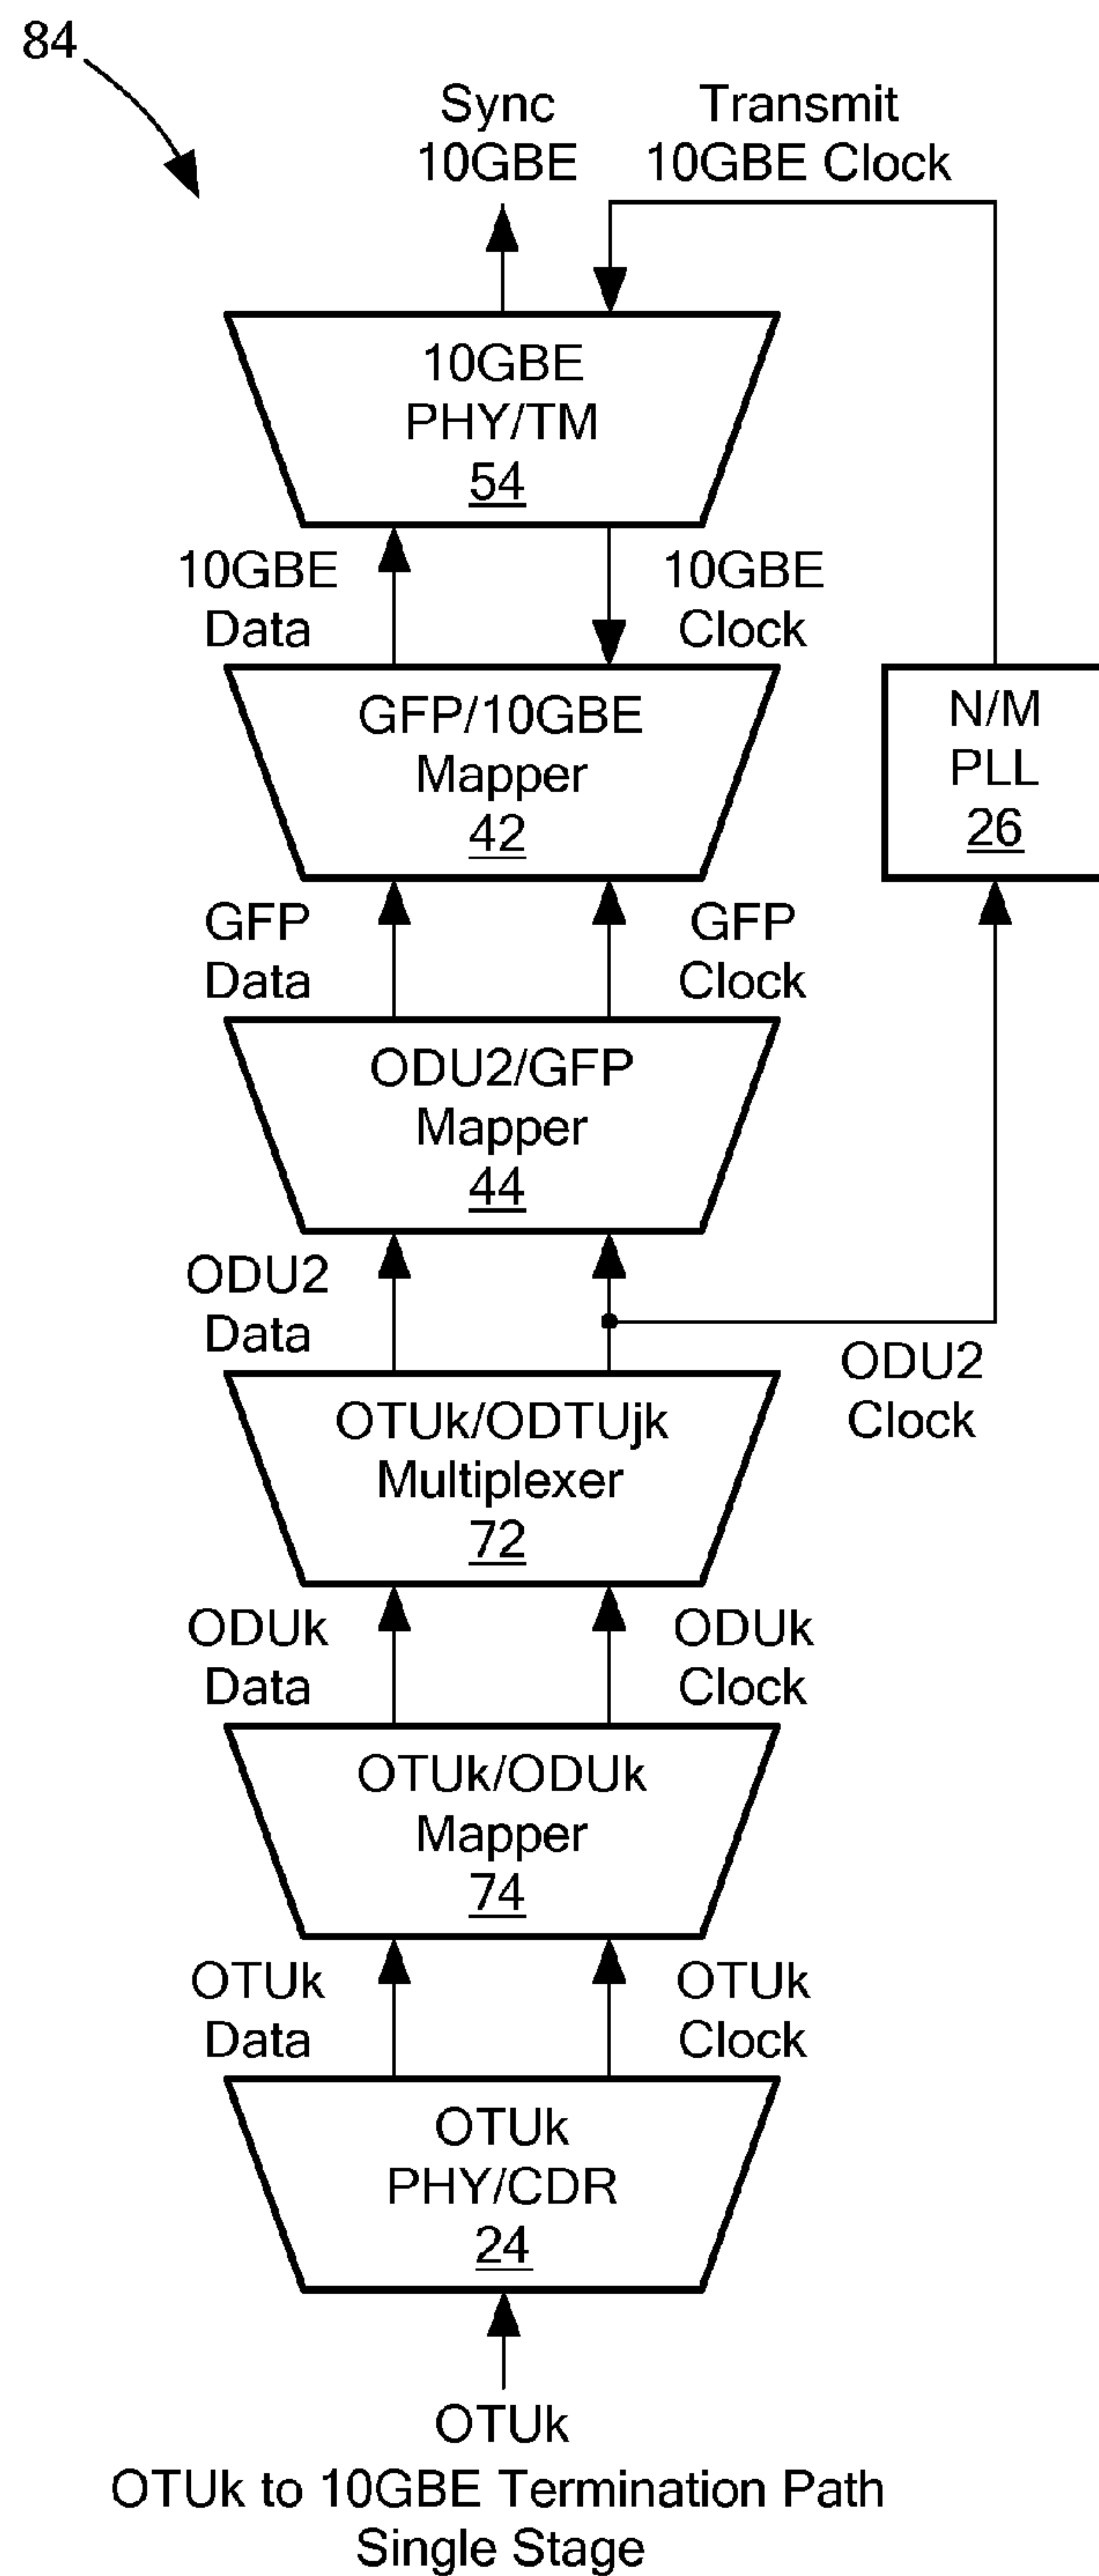 84
Sync
10GBE
Transmit
10GBE Clock
10GBE
PHY/TM
54
10GBE
Data
10GBE
Clock
GFP/10GBE
Mapper
42
N/M
PLL
26
GFP
Data
GFP
Clock
ODU2/GFP
Mapper
44
ODU2
Data
ODU2
Clock
OTUk/ODTUjk
Multiplexer
72
ODUk
Data
ODUk
Clock
OTUk/ODUk
Mapper
74
OTUk
Data
OTUk
Clock
OTUk
PHY/CDR
24
OTUk
OTUk to 10GBE Termination Path
Single Stage